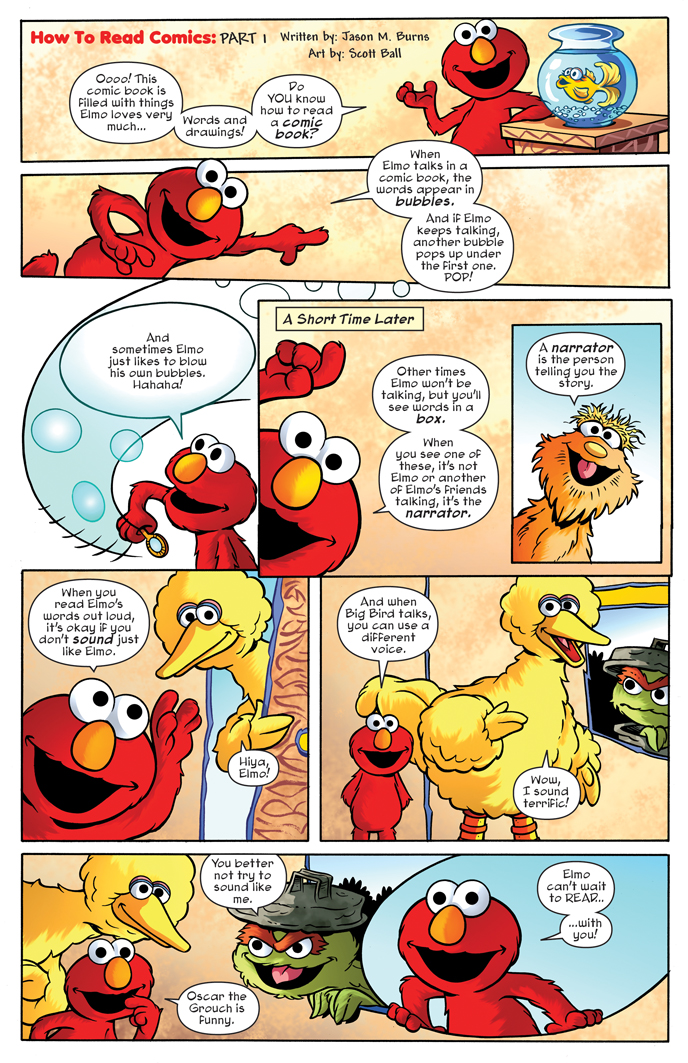 How To Read Comics: PART 1 Written by: Jason M. Burns
Art by: Scott Ball
Oooo! This
comic book is
filled with things
Elmo loves very
much...
Words and
drawings!
Do
YOU know
how to read
a comic
book?
When
Elmo talks in a
comic book, the
words appear in
bubbles.
And if Elmo
keeps talking,
another bubble
pops up under
the first one.
POP!
And
sometimes Elmo
just likes to blow
his own bubbles.
Hahaha!
A Short Time Later
Other times
Elmo won't be
talking, but you'll
see words in a
box.
When
you see one of
these, it's not
Elmo or another
of Elmo's friends
talking, it's the
narrator.
A narrator
is the person
telling you the
story.
When you
read Elmo's
words out loud,
it's okay if you
don't sound just
like Elmo.
Hiya,
Elmo!
And when
Big Bird talks,
you can use a
different
voice.
Wow,
I sound
terrific!
You better
not try to
sound like
me.
Oscar the
Grouch is
funny.
Elmo
can't wait
to READ..
...with
you!